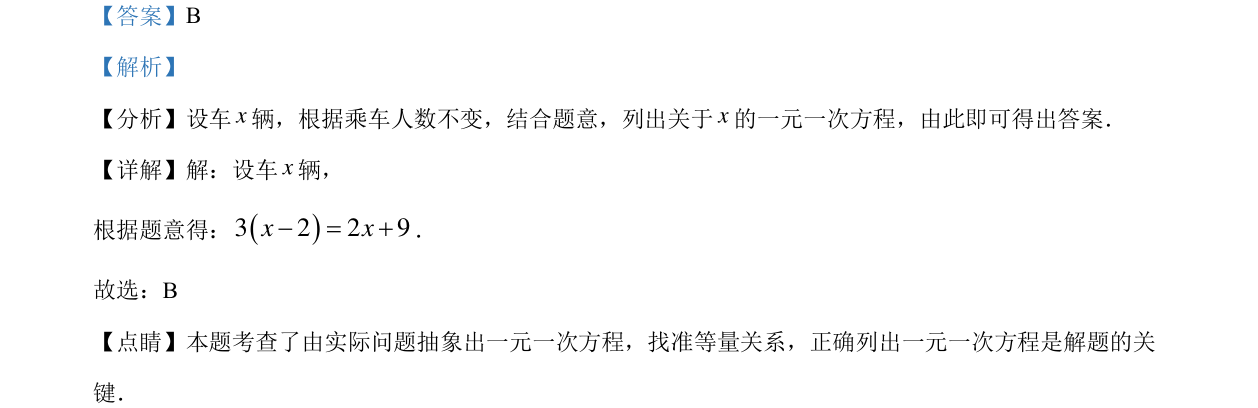 【答案】B
【解析】
【分析】设车 x 辆，根据乘车人数不变，结合题意，列出关于 x 的一元一次方程，由此即可得出答案．
【详解】解：设车 x 辆，
根据题意得：3(x−2)=2x+9．
故选：B
【点睛】本题考查了由实际问题抽象出一元一次方程，找准等量关系，正确列出一元一次方程是解题的关
键．